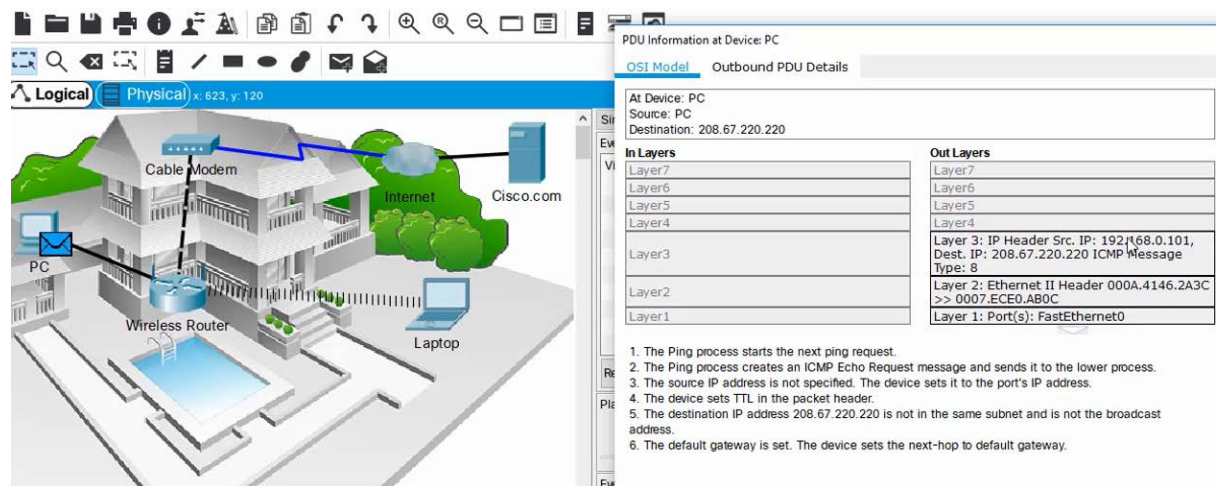 PDU Information at Device: PC
OSI Model Outbound PDU Details
Logical Physical x: 623, y: 120
At Device: PC
Source: PC
Destination: 208.67.220.220
In Layers Out Layers
Layer7 Layer7
Layer6 Layer6
Layer5 Layer5
Layer4 Layer4
Layer3
Layer 3: IP Header Src. IP: 192.168.0.101,
Dest. IP: 208.67.220.220 ICMP Message
Type: 8
Layer2
Layer 2: Ethernet II Header 000A.4146.2A3C
>> 0007.ECE0.AB0C
Layer1 Layer 1: Port(s): FastEthernet0
1. The Ping process starts the next ping request.
2. The Ping process creates an ICMP Echo Request message and sends it to the lower process.
3. The source IP address is not specified. The device sets it to the port's IP address.
4. The device sets TTL in the packet header.
5. The destination IP address 208.67.220.220 is not in the same subnet and is not the broadcast
address.
6. The default gateway is set. The device sets the next-hop to default gateway.
Cable Modem
Internet
Cisco.com
PC
Wireless Router
Laptop